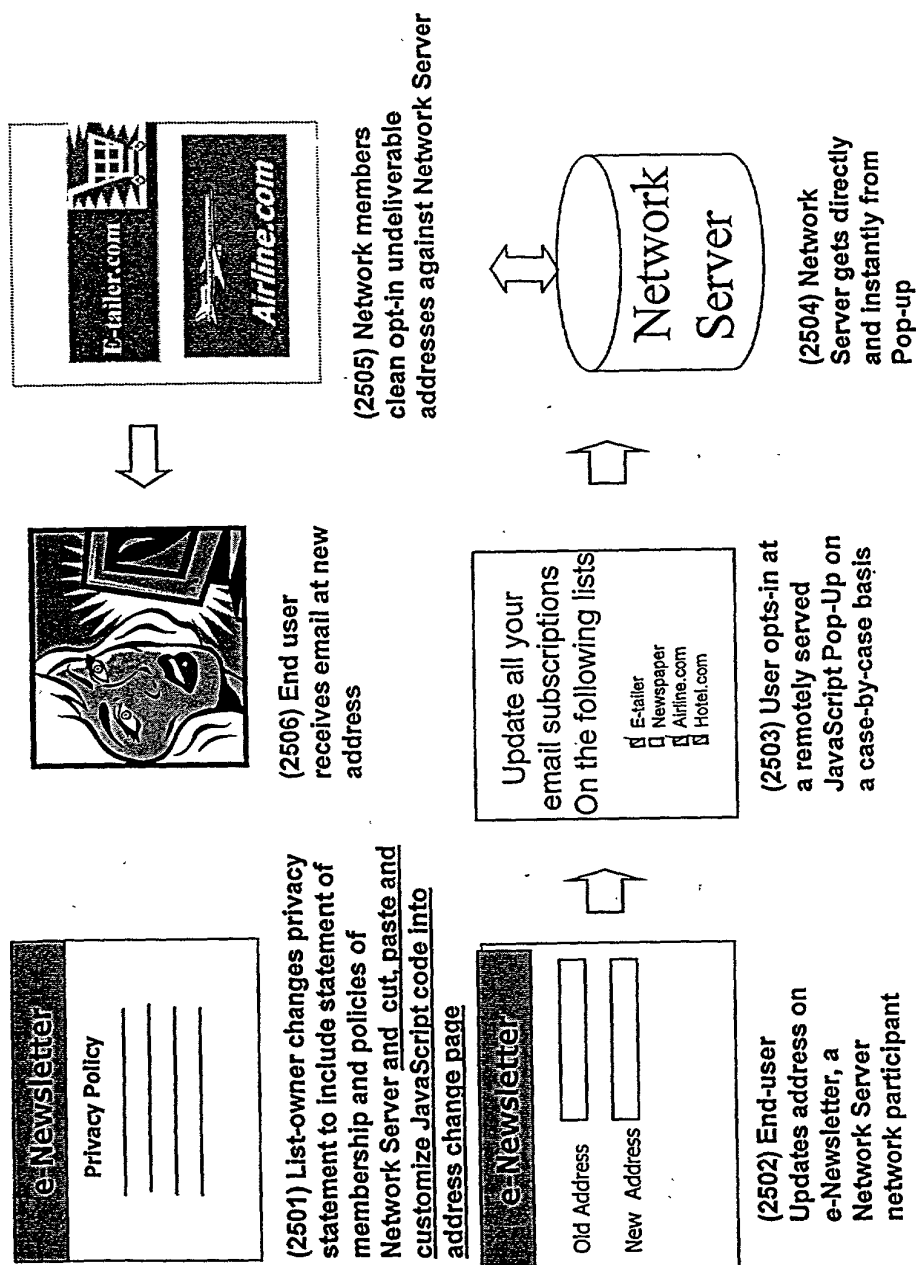 e-Newsletter
Privacy Policy
(2501) List-owner changes privacy
statement to include statement of
membership and policies of
Network Server and cut, paste and
customize JavaScript code into
address change page
e-Newsletter
Old Address
New Address
(2502) End-user
Updates address on
e-Newsletter, a
Network Server
network participant
Update all your
email subscriptions
On the following lists
E-tailer
Newspaper
Airline.com
Hotel.com
(2503) User opts-in at
a remotely served
JavaScript Pop-Up on
a case-by-case basis
Network
Server
(2504) Network
Server gets directly
and instantly from
Pop-up
E-tailer.com
Airline.com
(2505) Network members
clean opt-in undeliverable
addresses against Network Server
(2506) End user
receives email at new
address